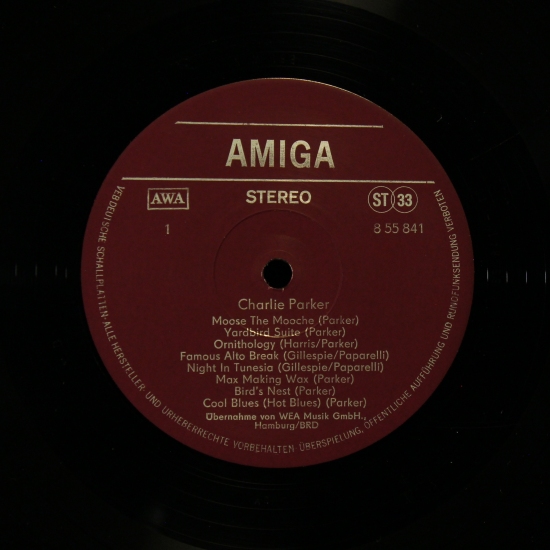 AMIGA
AWA
STEREO
ST 33
1
8 55 841
Charlie Parker
Moose The Mooche (Parker)
Yardbird Suite (Parker)
Ornithology (Harris/Parker)
Famous Alto Break (Gillespie/Paparelli)
Night In Tunesia (Gillespie/Paparelli)
Max Making Wax (Parker)
Bird's Nest (Parker)
Cool Blues (Hot Blues) (Parker)
Übernahme von WEA Musik GmbH.,
Hamburg/BRD
VEB DEUTSCHE SCHALLPLATTEN · ALLE HERSTELLER UND URHEBERRECHTE VORBEHALTEN · ÜBERSPIELUNG, ÖFFENTLICHE AUFFÜHRUNG UND RUNDFUNKSENDUNG VERBOTEN